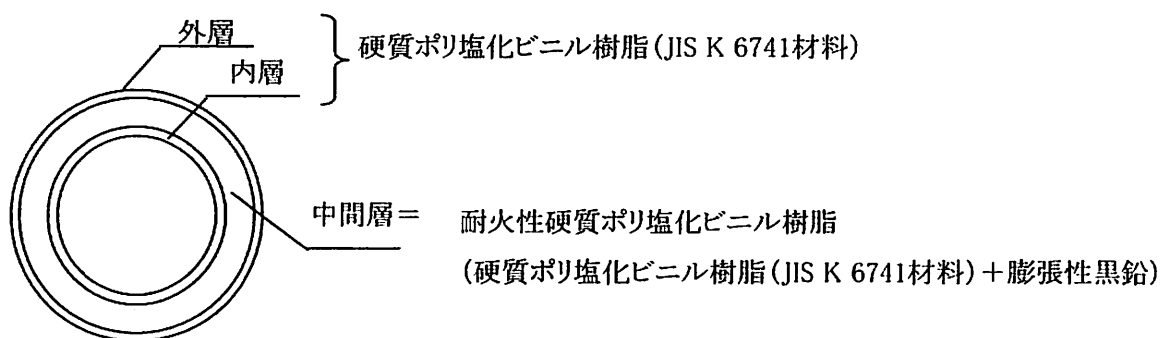 外層
硬質ポリ塩化ビニル樹脂(JIS K 6741材料)
内層
中間層＝
耐火性硬質ポリ塩化ビニル樹脂
(硬質ポリ塩化ビニル樹脂(JIS K 6741材料)＋膨張性黒鉛)